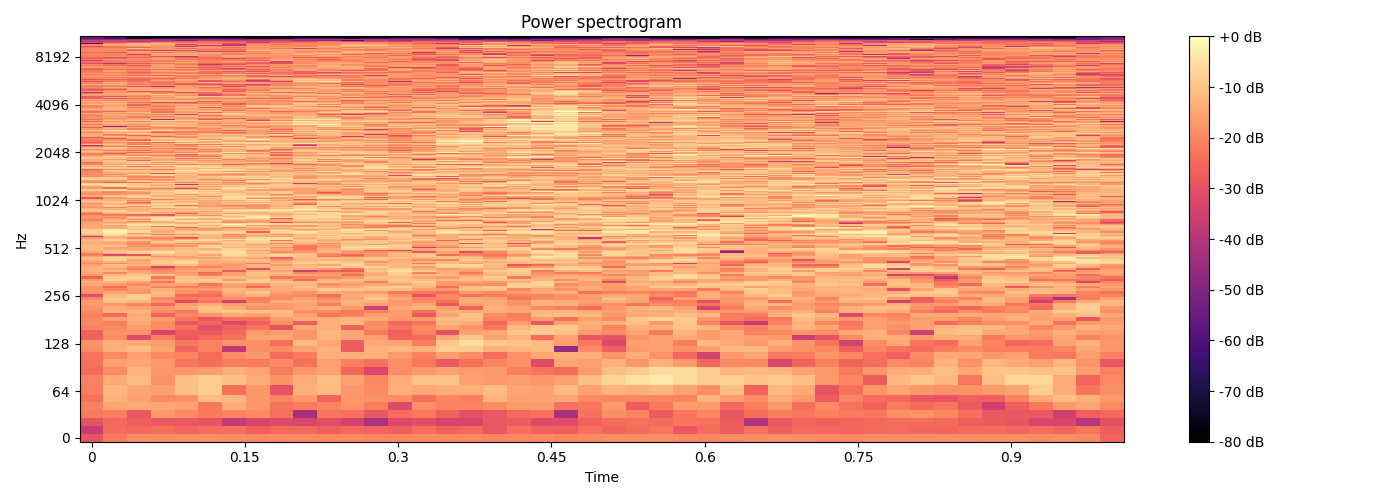 Power spectrogram
8192
4096
2048
1024
512
256
128
64
0
Hz
0 0.15 0.3 0.45 0.6 0.75 0.9
Time
+0 dB
-10 dB
-20 dB
-30 dB
-40 dB
-50 dB
-60 dB
-70 dB
-80 dB